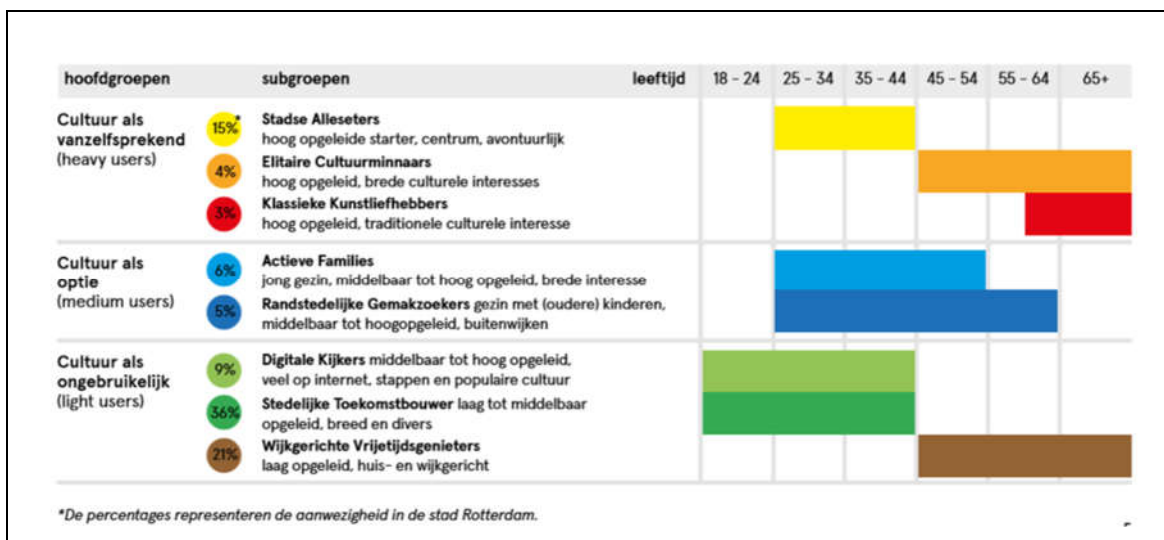 hoofdgroepen subgroepen leeftijd 18 – 24 25 – 34 35 – 44 45 – 54 55 – 64 65+
Cultuur als
vanzelfsprekend
(heavy users)
15%*
Stadse Alleseters
hoog opgeleide starter, centrum, avontuurlijk
4%
Elitaire Cultuurminnaars
hoog opgeleid, brede culturele interesses
3%
Klassieke Kunstliefhebbers
hoog opgeleid, traditionele culturele interesse
Cultuur als
optie
(medium users)
6%
Actieve Families
jong gezin, middelbaar tot hoog opgeleid, brede interesse
5%
Randstedelijke Gemakzoekers gezin met (oudere) kinderen,
middelbaar tot hoogopgeleid, buitenwijken
Cultuur als
ongebruikelijk
(light users)
9%
Digitale Kijkers middelbaar tot hoog opgeleid,
veel op internet, stappen en populaire cultuur
36%
Stedelijke Toekomstbouwer laag tot middelbaar
opgeleid, breed en divers
21%
Wijkgerichte Vrijetijdsgenieters
laag opgeleid, huis- en wijkgericht
*De percentages representeren de aanwezigheid in de stad Rotterdam.